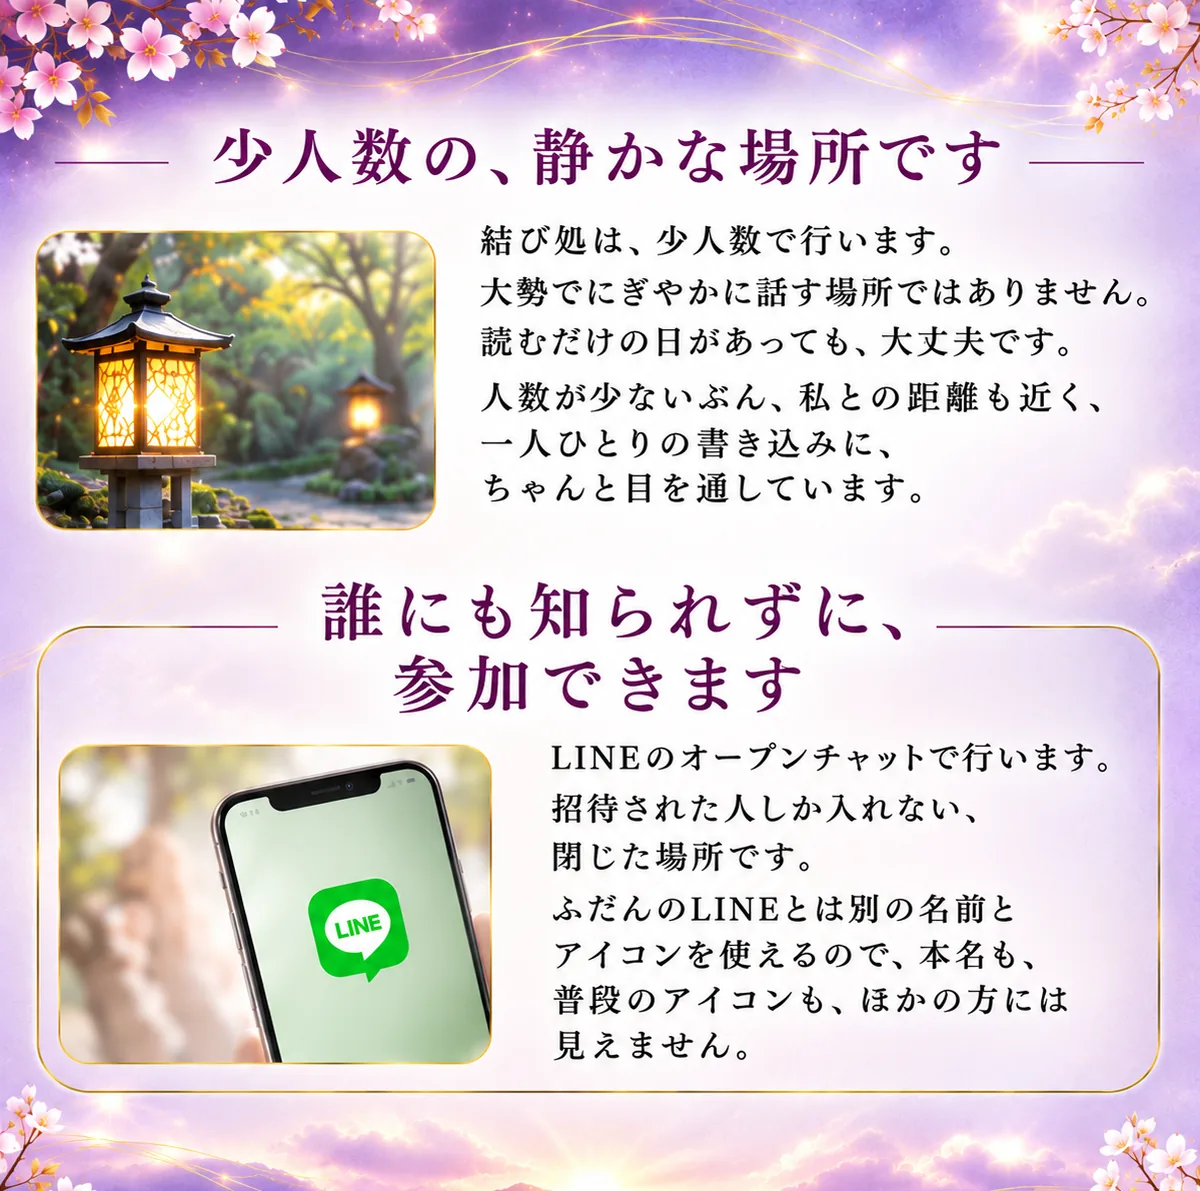 少人数の、静かな場所です
結び処は、少人数で行います。
大勢でにぎやかに話す場所ではありません。
読むだけの日があっても、大丈夫です。
人数が少ないぶん、私との距離も近く、
一人ひとりの書き込みに、
ちゃんと目を通しています。
誰にも知られずに、
参加できます
LINEのオープンチャットで行います。
招待された人しか入れない、
閉じた場所です。
ふだんのLINEとは別の名前と
アイコンを使えるので、本名も、
普段のアイコンも、ほかの方には
見えません。
LINE